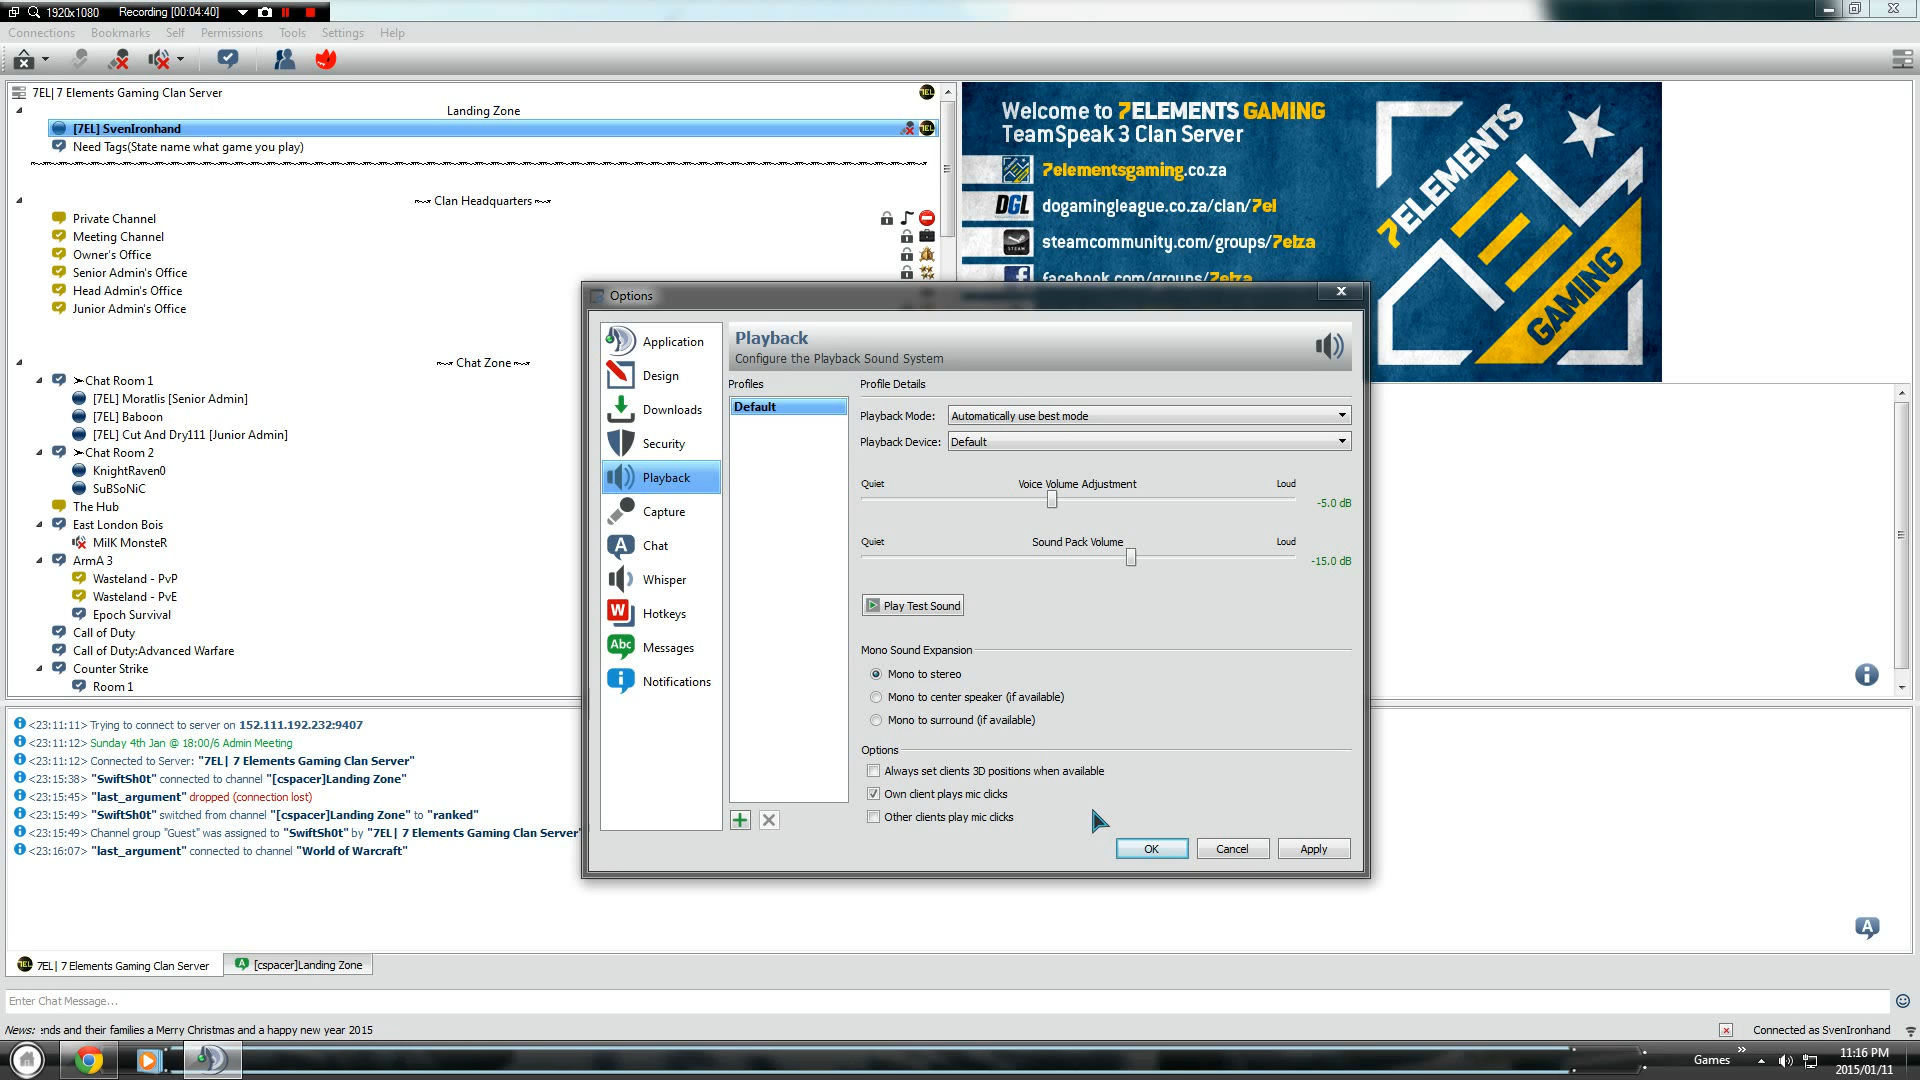 1920x1080 Recording [00:04:40]
Connections Bookmarks Self Permissions Tools Settings Help
7EL| 7 Elements Gaming Clan Server
Landing Zone
[7EL] SvenIronhand
Need Tags(State name what game you play)
Clan Headquarters
Private Channel
Meeting Channel
Owner's Office
Senior Admin's Office
Head Admin's Office
Junior Admin's Office
Chat Zone
Chat Room 1
[7EL] Moratlis [Senior Admin]
[7EL] Baboon
[7EL] Cut And Dry111 [Junior Admin]
Chat Room 2
KnightRaven0
SuBSoNiC
The Hub
East London Bois
MilK MonsteR
ArmA 3
Wasteland - PvP
Wasteland - PvE
Epoch Survival
Call of Duty
Call of Duty:Advanced Warfare
Counter Strike
Room 1
Welcome to 7ELEMENTS GAMING
TeamSpeak 3 Clan Server
7elementsgaming.co.za
DGL dogamingleague.co.za/clan/7el
STEAM steamcommunity.com/groups/7elza
facebook.com/groups/7elza
7ELEMENTS
GAMING
Options
Application
Design
Downloads
Security
Playback
Capture
Chat
Whisper
Hotkeys
Messages
Notifications
Playback
Configure the Playback Sound System
Profiles
Default
Profile Details
Playback Mode: Automatically use best mode
Playback Device: Default
Quiet Voice Volume Adjustment Loud
-5.0 dB
Quiet Sound Pack Volume Loud
-15.0 dB
Play Test Sound
Mono Sound Expansion
Mono to stereo
Mono to center speaker (if available)
Mono to surround (if available)
Options
Always set clients 3D positions when available
Own client plays mic clicks
Other clients play mic clicks
OK Cancel Apply
<23:11:11> Trying to connect to server on 152.111.192.232:9407
<23:11:12> Sunday 4th Jan @ 18:00/6 Admin Meeting
<23:11:12> Connected to Server: "7EL| 7 Elements Gaming Clan Server"
<23:15:38> "SwiftSh0t" connected to channel "[cspacer]Landing Zone"
<23:15:45> "last_argument" dropped (connection lost)
<23:15:49> "SwiftSh0t" switched from channel "[cspacer]Landing Zone" to "ranked"
<23:15:49> Channel group "Guest" was assigned to "SwiftSh0t" by "7EL| 7 Elements Gaming Clan Server"
<23:16:07> "last_argument" connected to channel "World of Warcraft"
7EL| 7 Elements Gaming Clan Server
[cspacer]Landing Zone
Enter Chat Message...
News: ends and their families a Merry Christmas and a happy new year 2015
Connected as SvenIronhand
Games
11:16 PM
2015/01/11